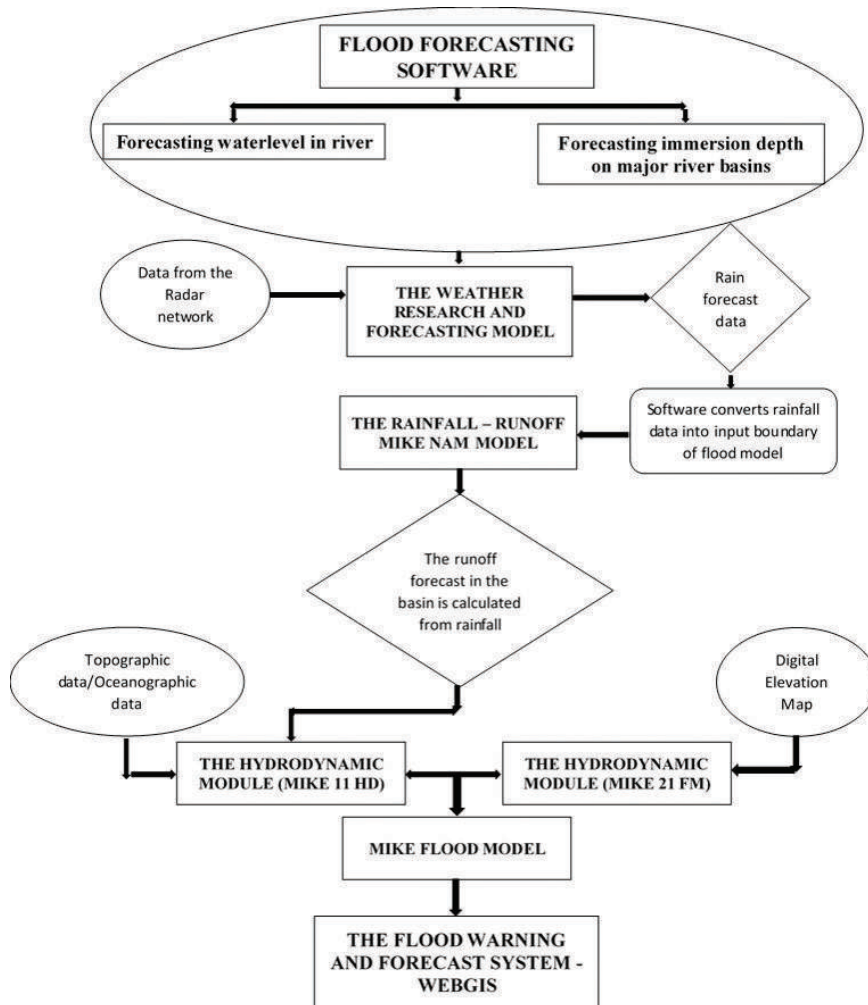 FLOOD FORECASTING
SOFTWARE
Forecasting waterlevel in river
Forecasting immersion depth
on major river basins
Data from the
Radar
network
THE WEATHER
RESEARCH AND
FORECASTING MODEL
Rain
forecast
data
THE RAINFALL – RUNOFF
MIKE NAM MODEL
Software converts rainfall
data into input boundary
of flood model
The runoff
forecast in the
basin is calculated
from rainfall
Topographic
data/Oceanographic
data
Digital
Elevation
Map
THE HYDRODYNAMIC
MODULE (MIKE 11 HD)
THE HYDRODYNAMIC
MODULE (MIKE 21 FM)
MIKE FLOOD MODEL
THE FLOOD WARNING
AND FORECAST SYSTEM -
WEBGIS